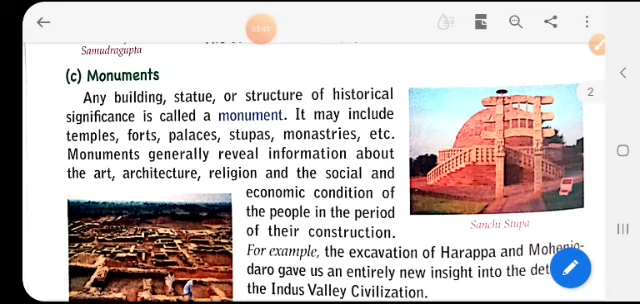 Samudragupta
(c) Monuments
Any building, statue, or structure of historical
significance is called a monument. It may include
temples, forts, palaces, stupas, monastries, etc.
Monuments generally reveal information about
the art, architecture, religion and the social and
economic condition of
the people in the period
of their construction.
Sanchi Stupa
For example, the excavation of Harappa and Mohenjo-
daro gave us an entirely new insight into the
the Indus Valley Civilization.
2